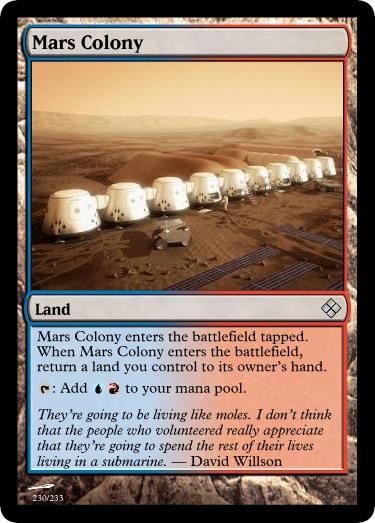 Mars Colony
Land
Mars Colony enters the battlefield tapped.
When Mars Colony enters the battlefield,
return a land you control to its owner's hand.
: Add to your mana pool.
They're going to be living like moles. I don't think
that the people who volunteered really appreciate
that they're going to spend the rest of their lives
living in a submarine. — David Willson
230/233